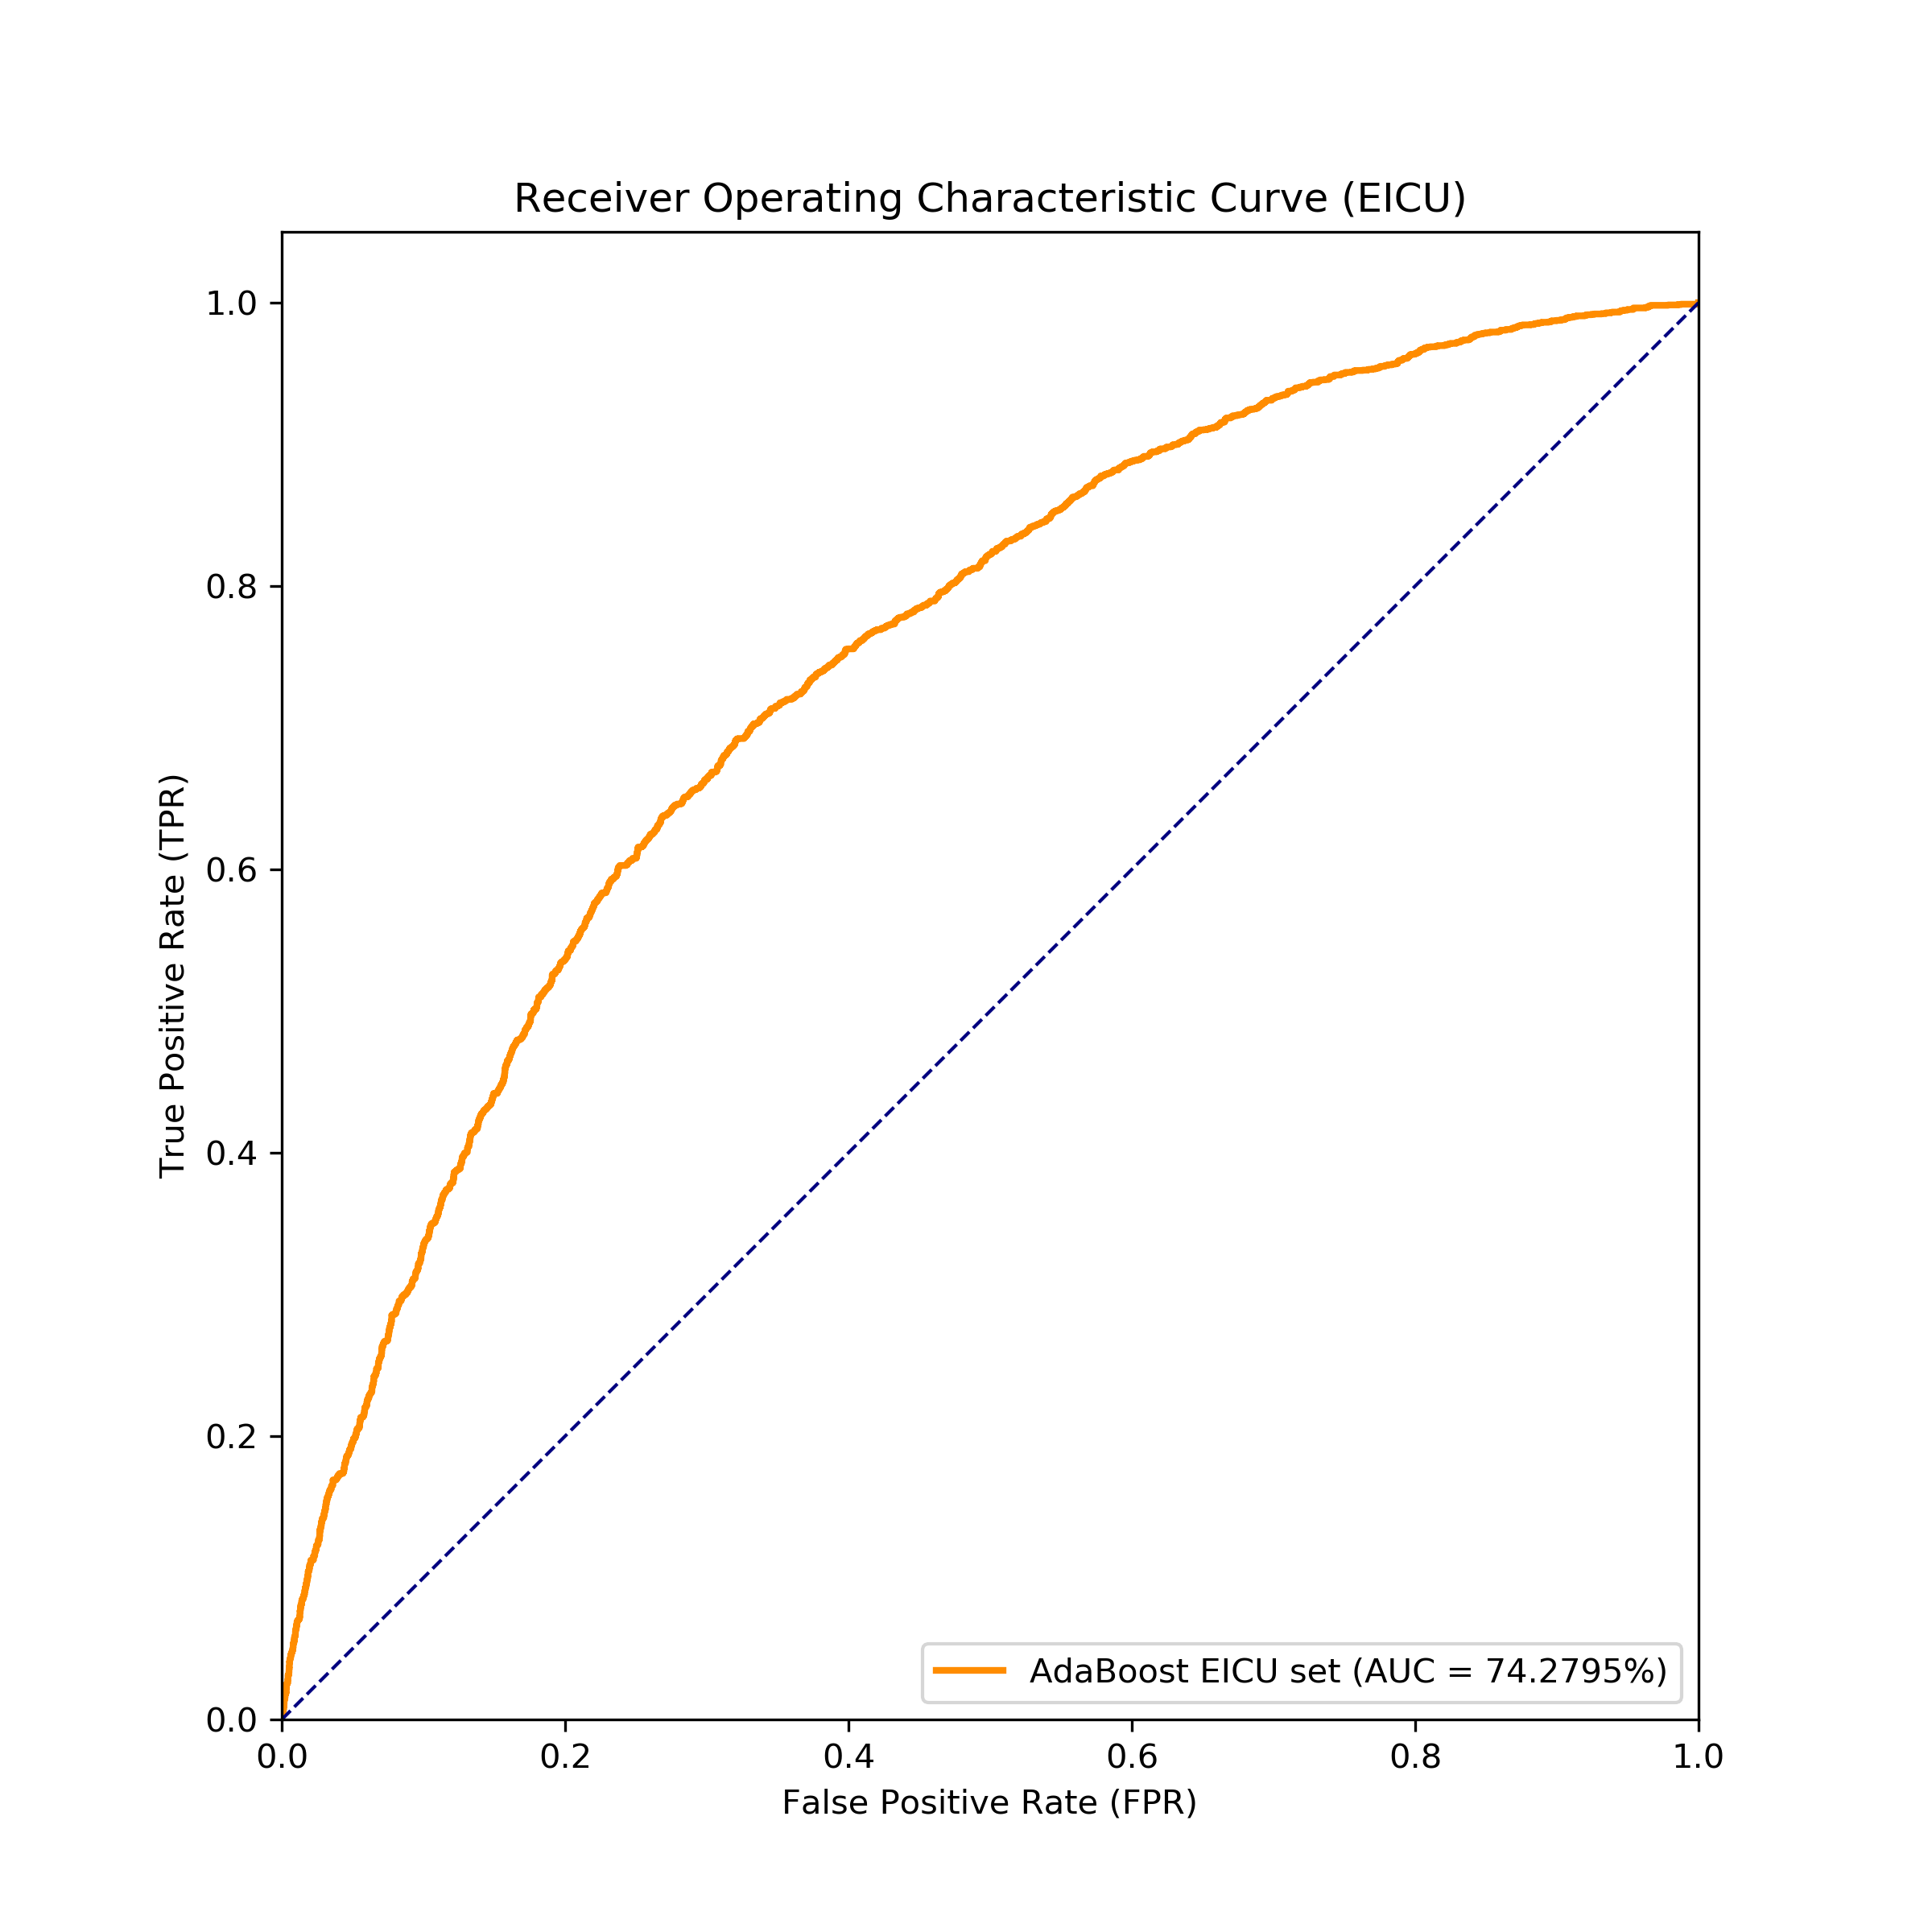 Receiver Operating Characteristic Curve (EICU)
True Positive Rate (TPR)
1.0
0.8
0.6
0.4
0.2
0.0
AdaBoost EICU set (AUC = 74.2795%)
0.0 0.2 0.4 0.6 0.8 1.0
False Positive Rate (FPR)